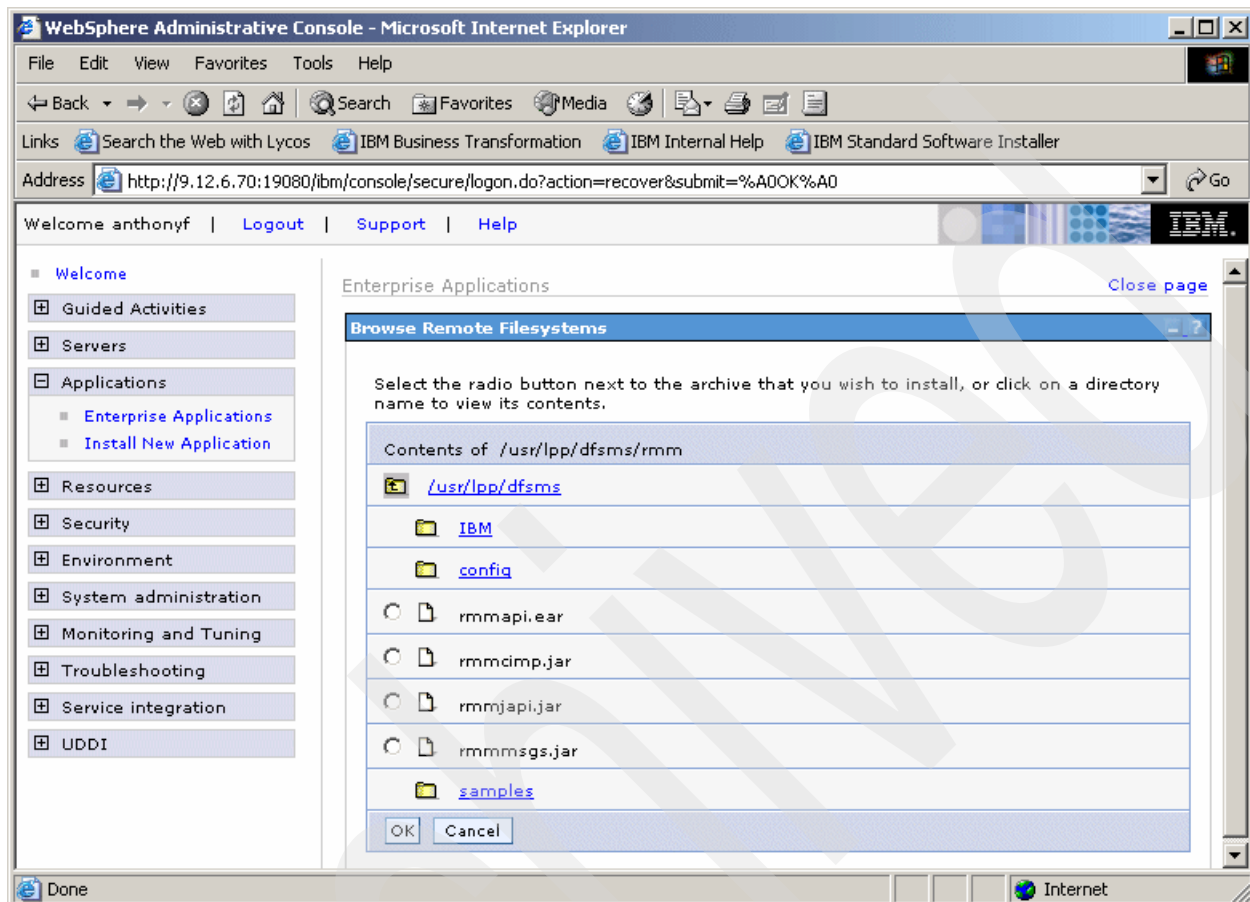 WebSphere Administrative Console - Microsoft Internet Explorer
File Edit View Favorites Tools Help
Back Search Favorites Media
Links Search the Web with Lycos IBM Business Transformation IBM Internal Help IBM Standard Software Installer
Address http://9.12.6.70:19080/ibm/console/secure/logon.do?action=recover&submit=%A0OK%A0 Go
Welcome anthonyf | Logout | Support | Help IBM.
Welcome
Guided Activities
Servers
Applications
Enterprise Applications
Install New Application
Resources
Security
Environment
System administration
Monitoring and Tuning
Troubleshooting
Service integration
UDDI
Enterprise Applications Close page
Browse Remote Filesystems - ?
Select the radio button next to the archive that you wish to install, or click on a directory
name to view its contents.
Contents of /usr/lpp/dfsms/rmm
/usr/lpp/dfsms
IBM
config
rmmapi.ear
rmmcimp.jar
rmmjapi.jar
rmmmsgs.jar
samples
OK Cancel
Done Internet